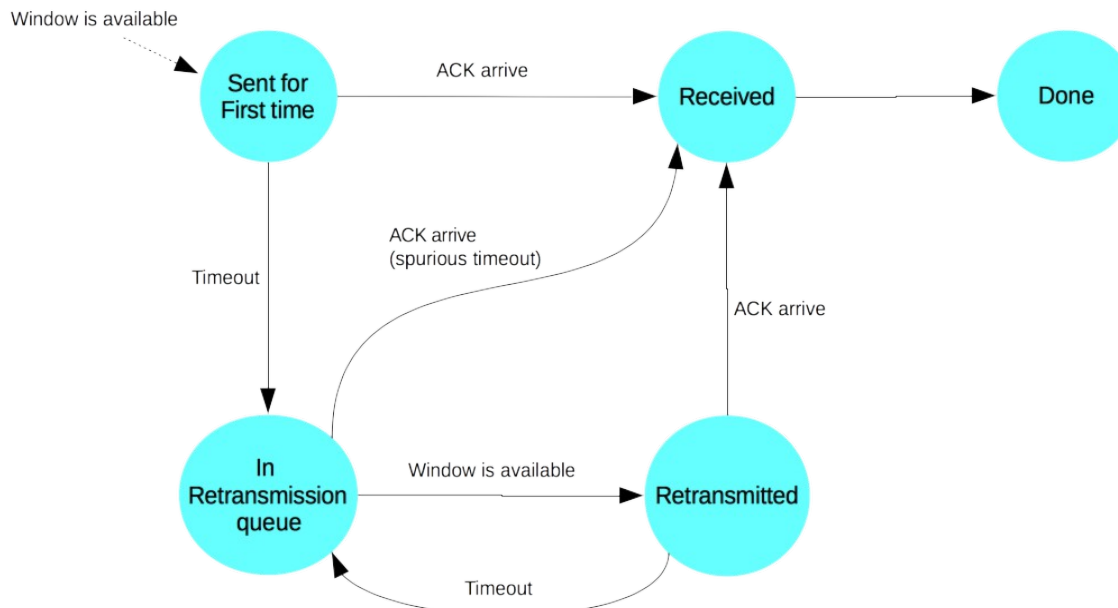 Window is available
Sent for
First time
ACK arrive
Received
Done
ACK arrive
(spurious timeout)
Timeout
ACK arrive
In
Retransmission
queue
Window is available
Retransmitted
Timeout